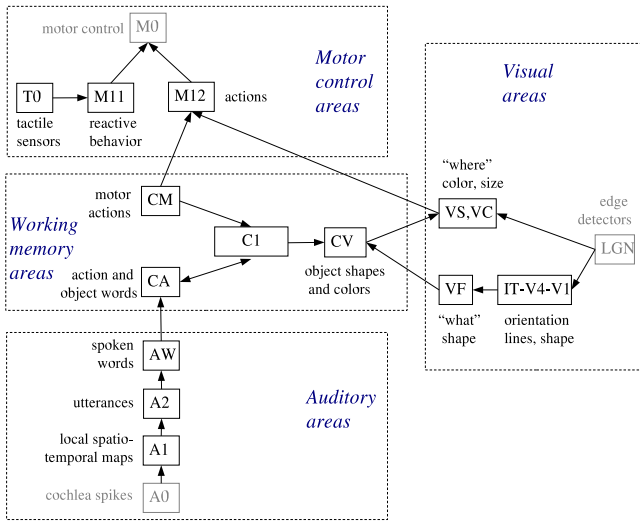 motor control
M0
Motor
control
areas
T0
M11
M12
actions
tactile
sensors
reactive
behavior
Visual
areas
"where"
color, size
VS,VC
edge
detectors
LGN
VF
IT-V4-V1
"what"
shape
orientation
lines, shape
Working
memory
areas
motor
actions
CM
C1
CV
object shapes
and colors
action and
object words
CA
spoken
words
AW
Auditory
areas
utterances
A2
local spatio-
temporal maps
A1
cochlea spikes
A0